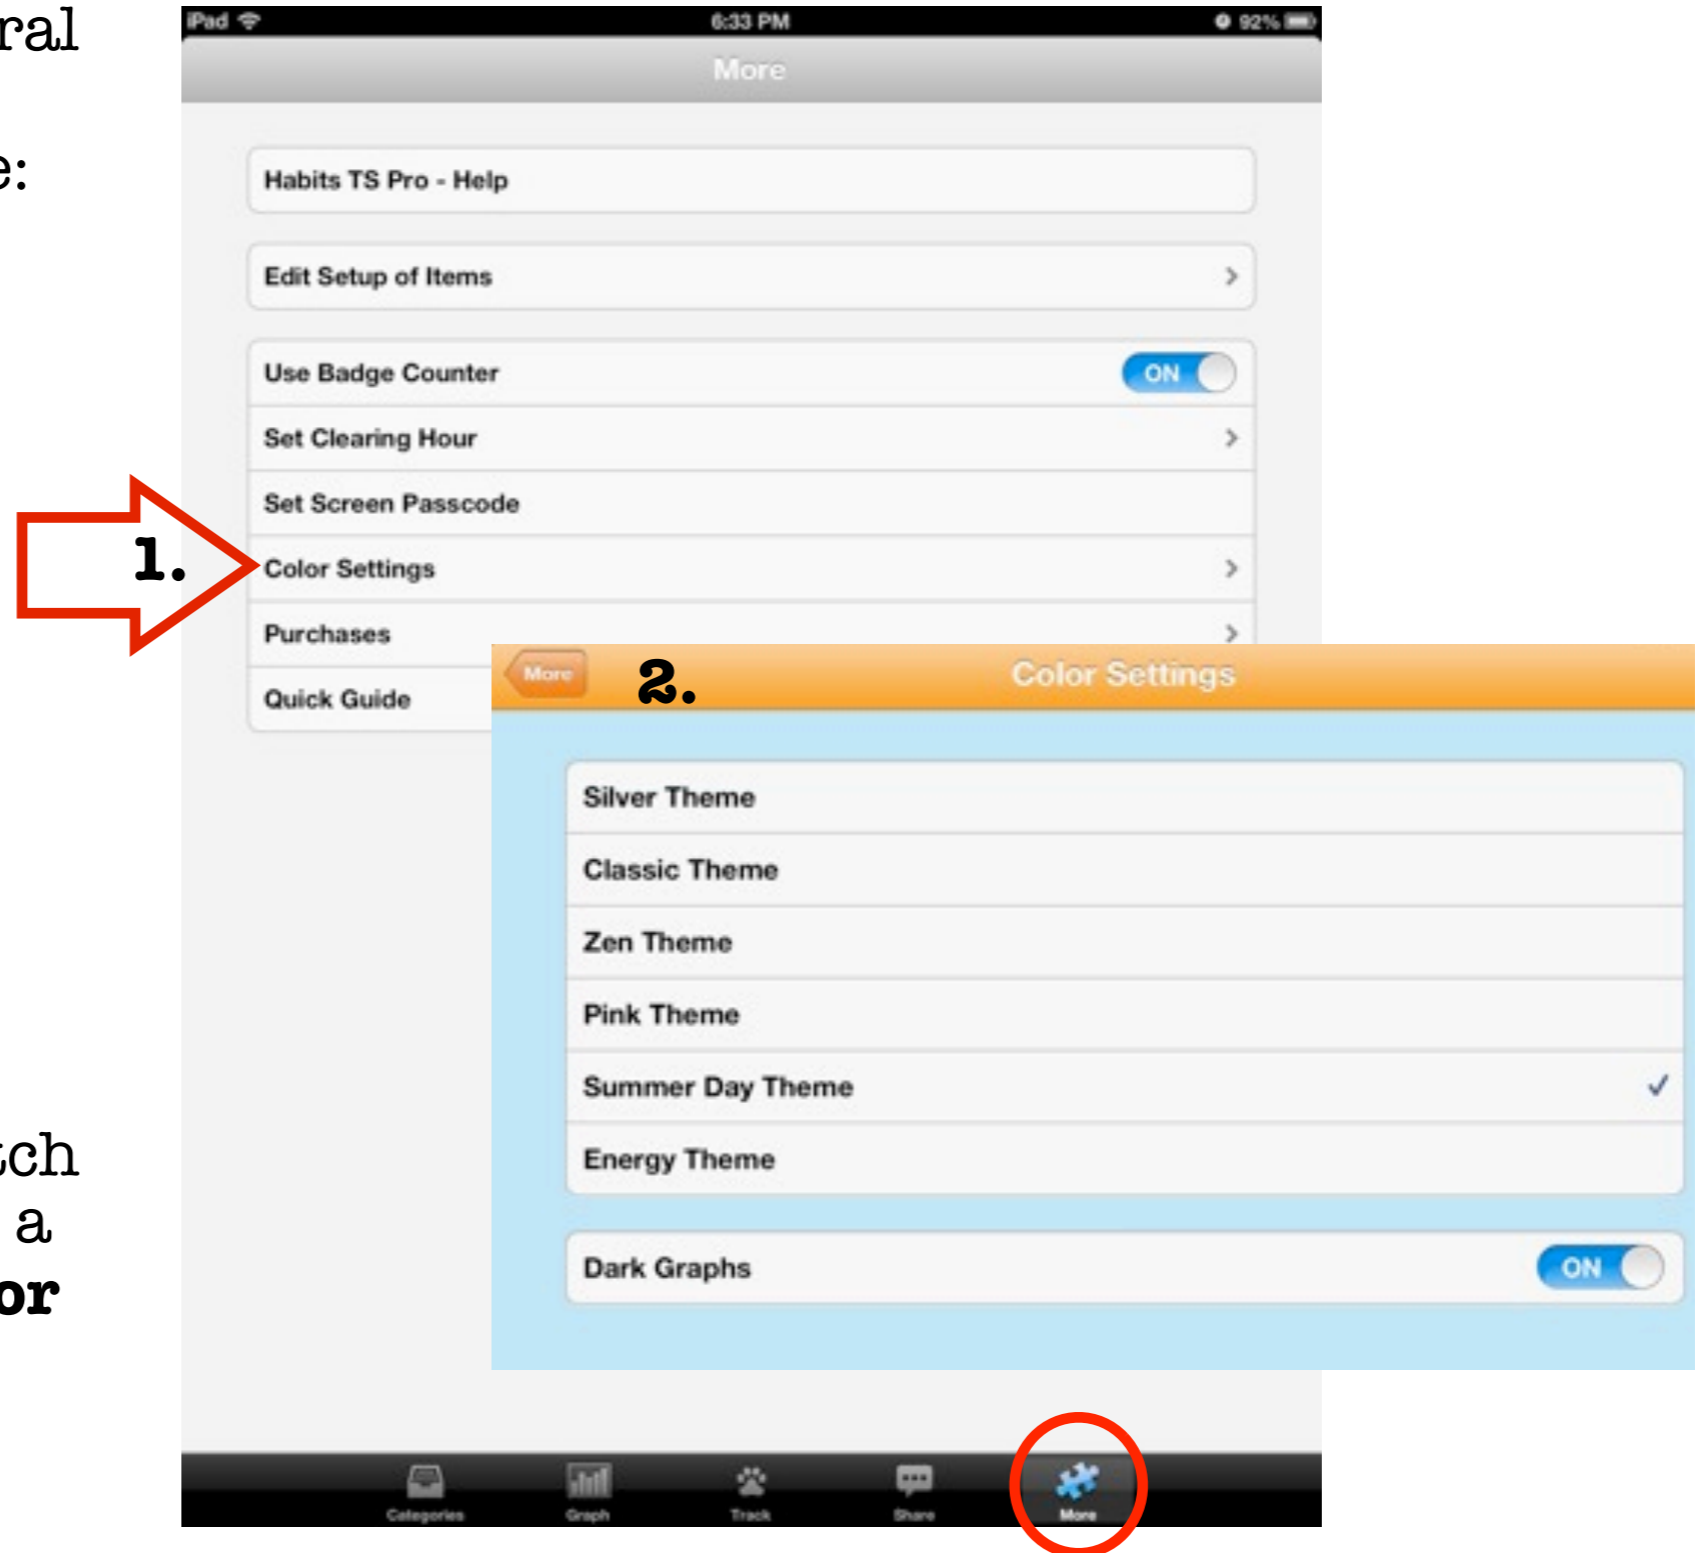 ral
e:
iPad 6:33 PM 92%
More
Habits TS Pro - Help
Edit Setup of Items
Use Badge Counter ON
Set Clearing Hour
Set Screen Passcode
1.
Color Settings
Purchases
Quick Guide
More 2. Color Settings
Silver Theme
Classic Theme
Zen Theme
Pink Theme
Summer Day Theme
Energy Theme
Dark Graphs ON
tch
a
or
Categories Graph Track Share More